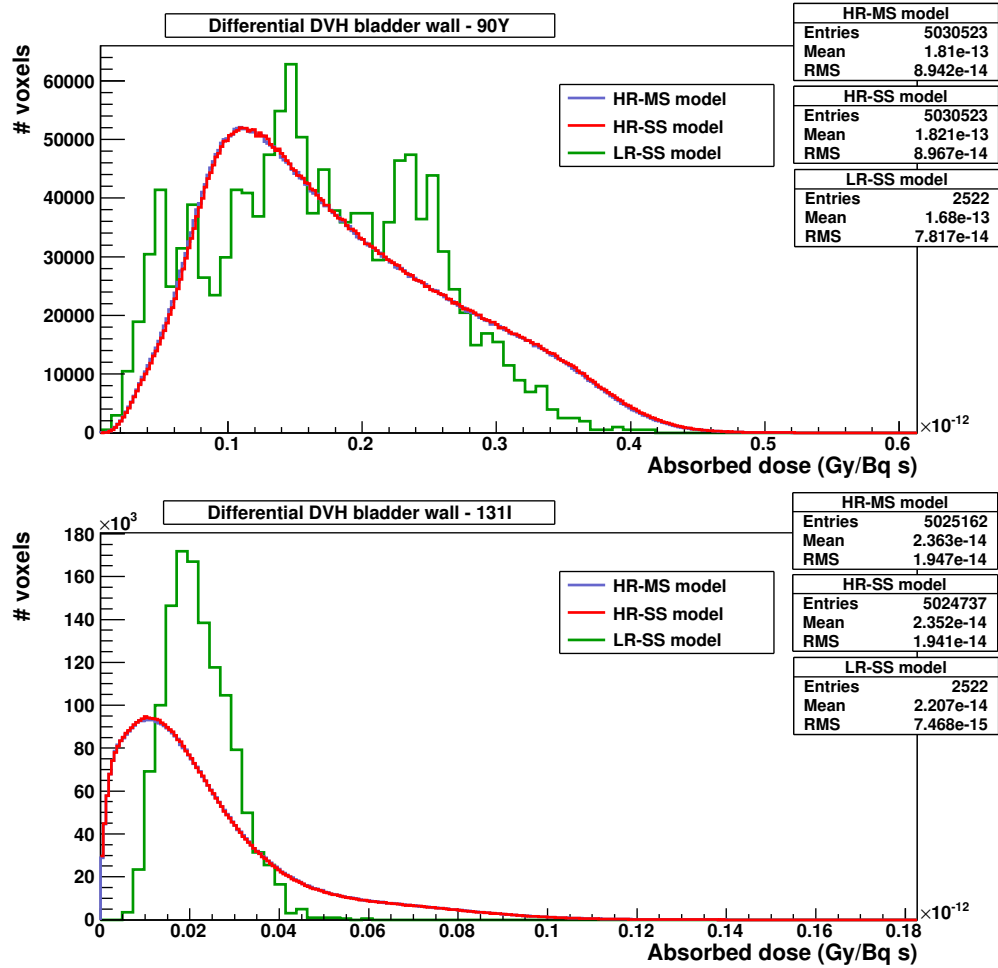 Differential DVH bladder wall - 90Y
HR-MS model
Entries 5030523
Mean 1.81e-13
RMS 8.942e-14
HR-SS model
Entries 5030523
Mean 1.821e-13
RMS 8.967e-14
LR-SS model
Entries 2522
Mean 1.68e-13
RMS 7.817e-14
HR-MS model
HR-SS model
LR-SS model
# voxels
60000
50000
40000
30000
20000
10000
0
0.1 0.2 0.3 0.4 0.5 0.6
×10⁻¹²
Absorbed dose (Gy/Bq s)
Differential DVH bladder wall - 131I
HR-MS model
Entries 5025162
Mean 2.363e-14
RMS 1.947e-14
HR-SS model
Entries 5024737
Mean 2.352e-14
RMS 1.941e-14
LR-SS model
Entries 2522
Mean 2.207e-14
RMS 7.468e-15
HR-MS model
HR-SS model
LR-SS model
# voxels
×10³
180
160
140
120
100
80
60
40
20
0
0 0.02 0.04 0.06 0.08 0.1 0.12 0.14 0.16 0.18
×10⁻¹²
Absorbed dose (Gy/Bq s)